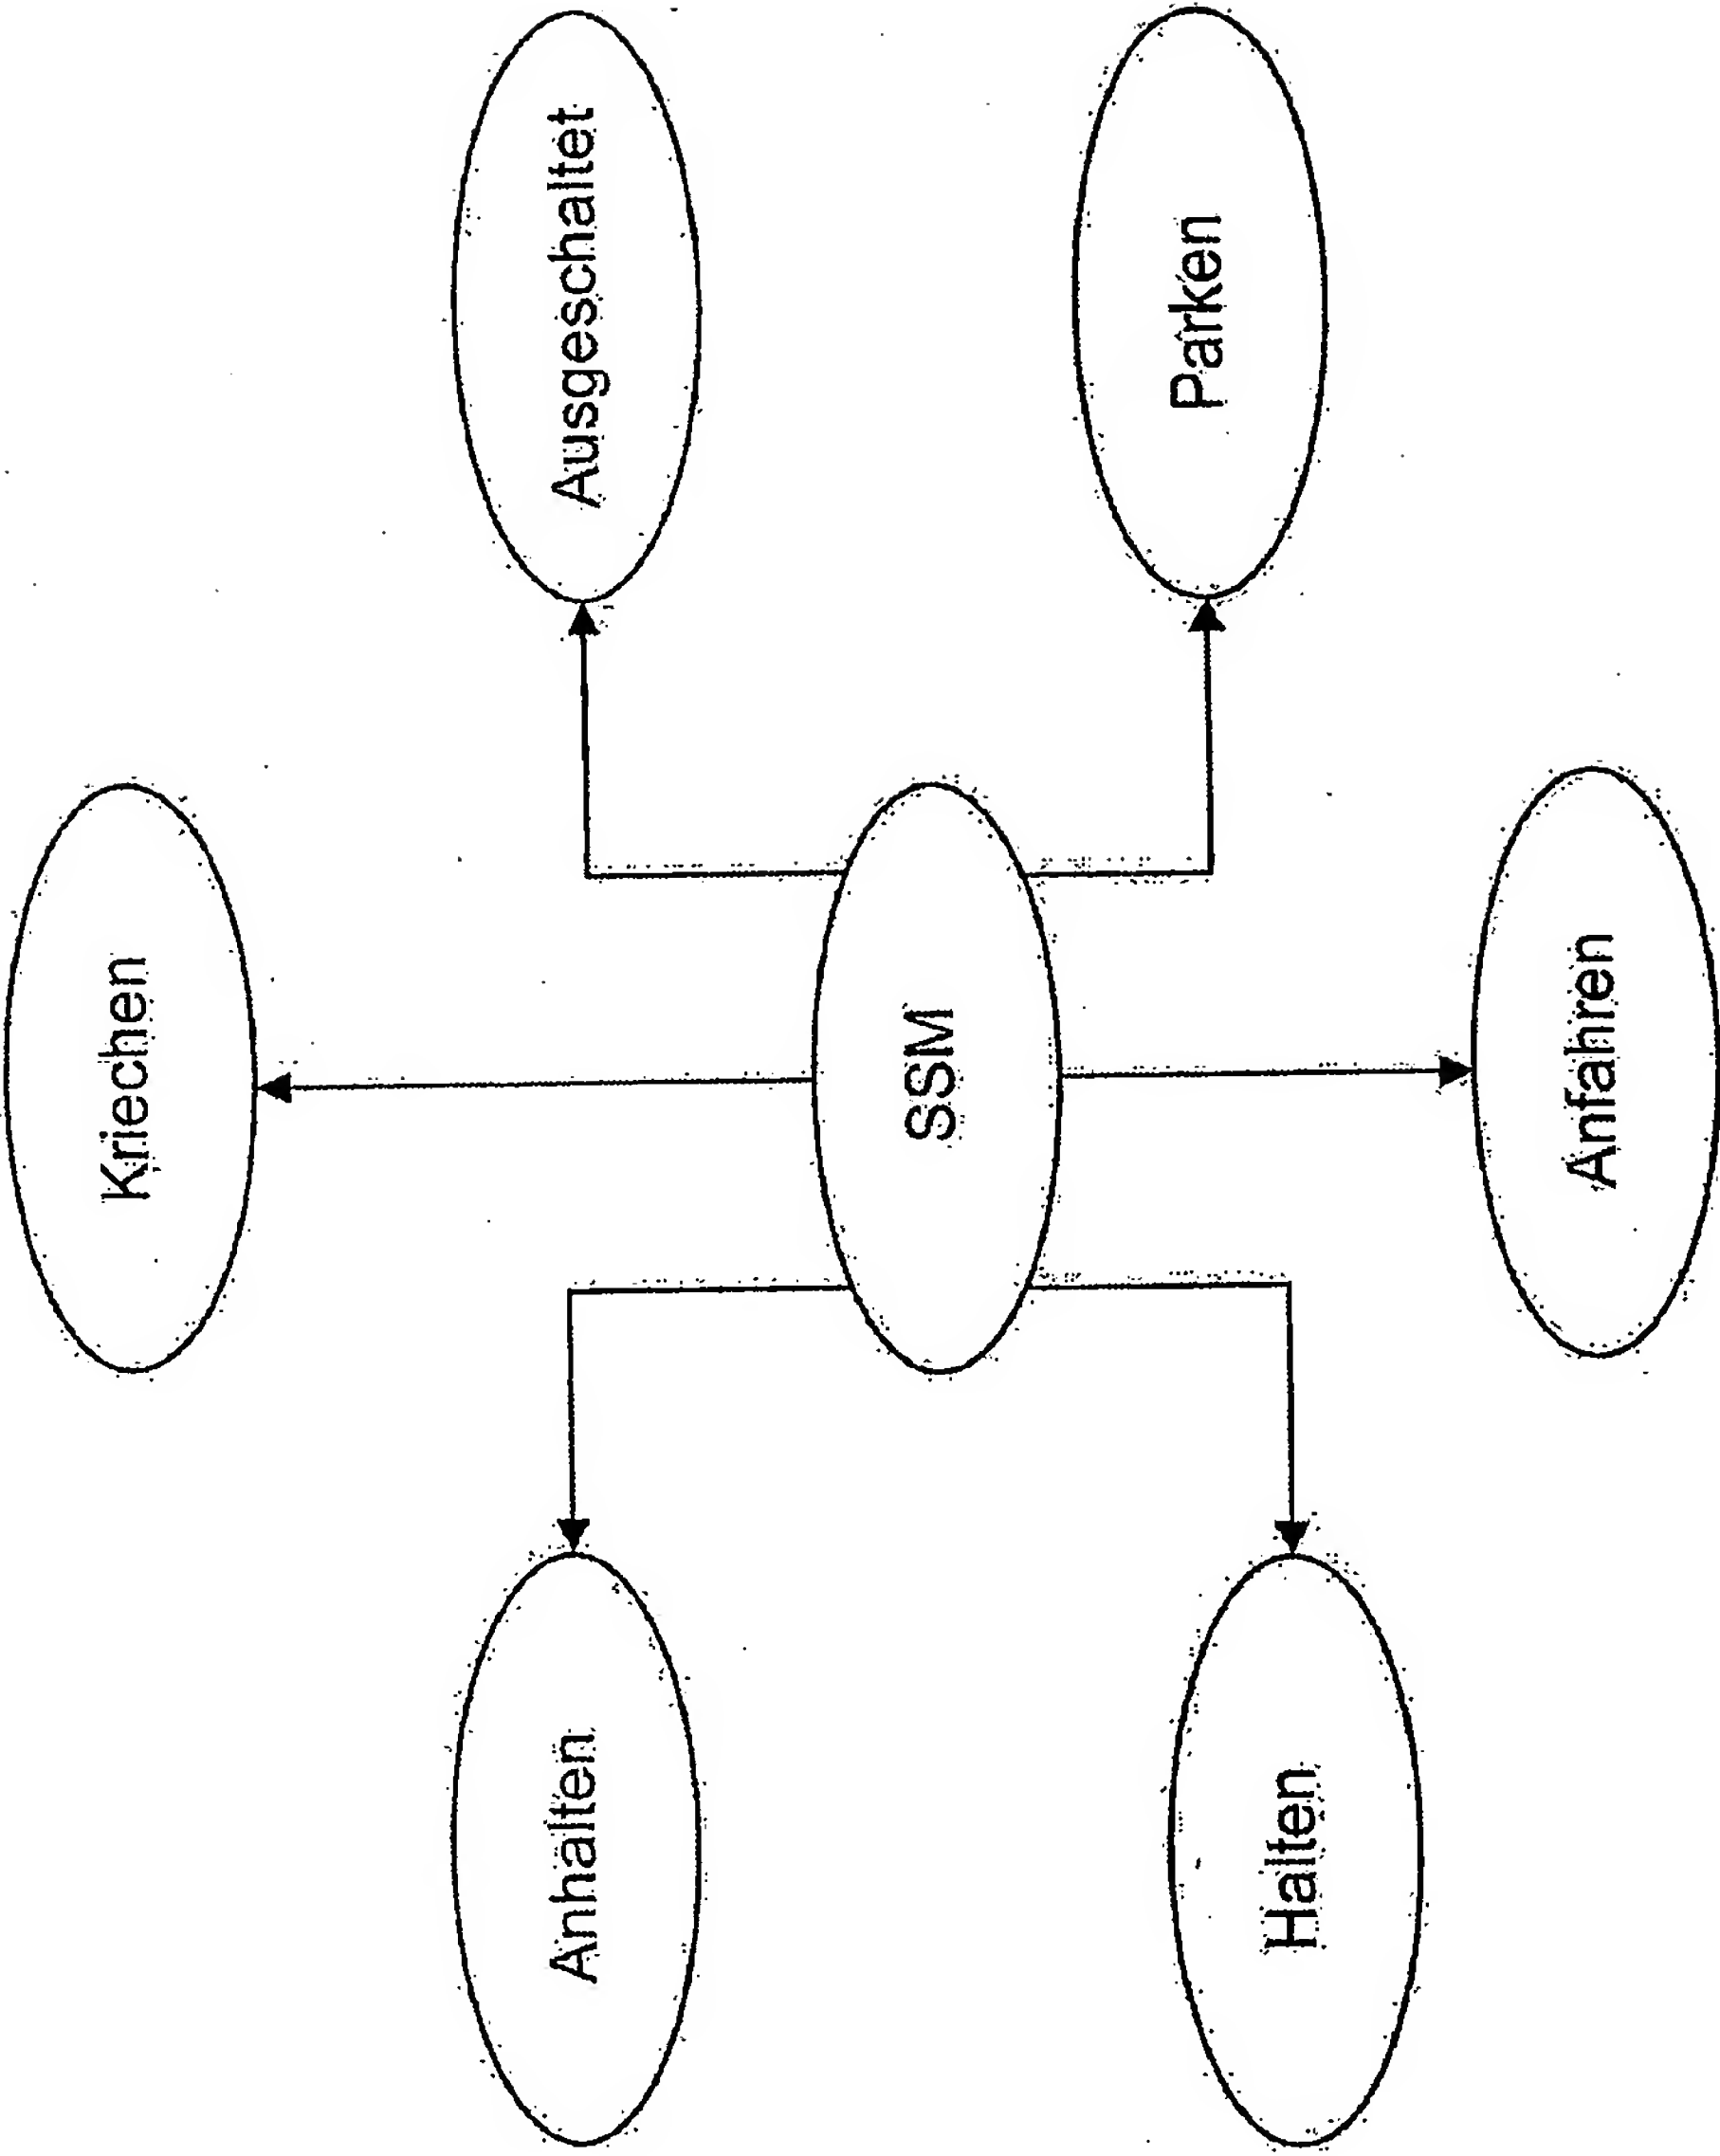 Kriechen
Anhalten
Ausgeschaltet
SSM
Halten
Parken
Anfahren